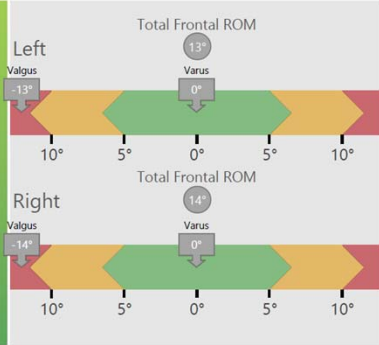 Total Frontal ROM
Left
13°
Valgus
Varus
-13°
0°
10° 5° 0° 5° 10°
Total Frontal ROM
Right
14°
Valgus
Varus
-14°
0°
10° 5° 0° 5° 10°